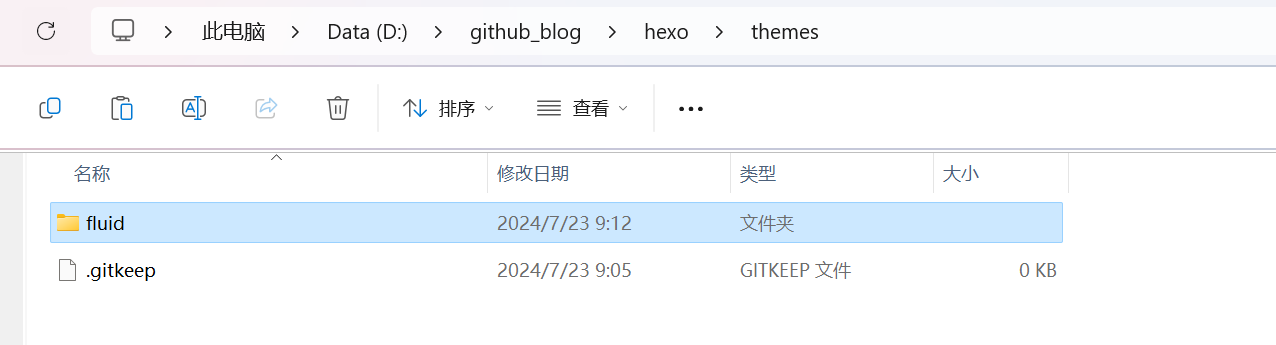 此电脑 Data (D:) github_blog hexo themes
排序 查看
名称 修改日期 类型 大小
fluid 2024/7/23 9:12 文件夹
.gitkeep 2024/7/23 9:05 GITKEEP 文件 0 KB